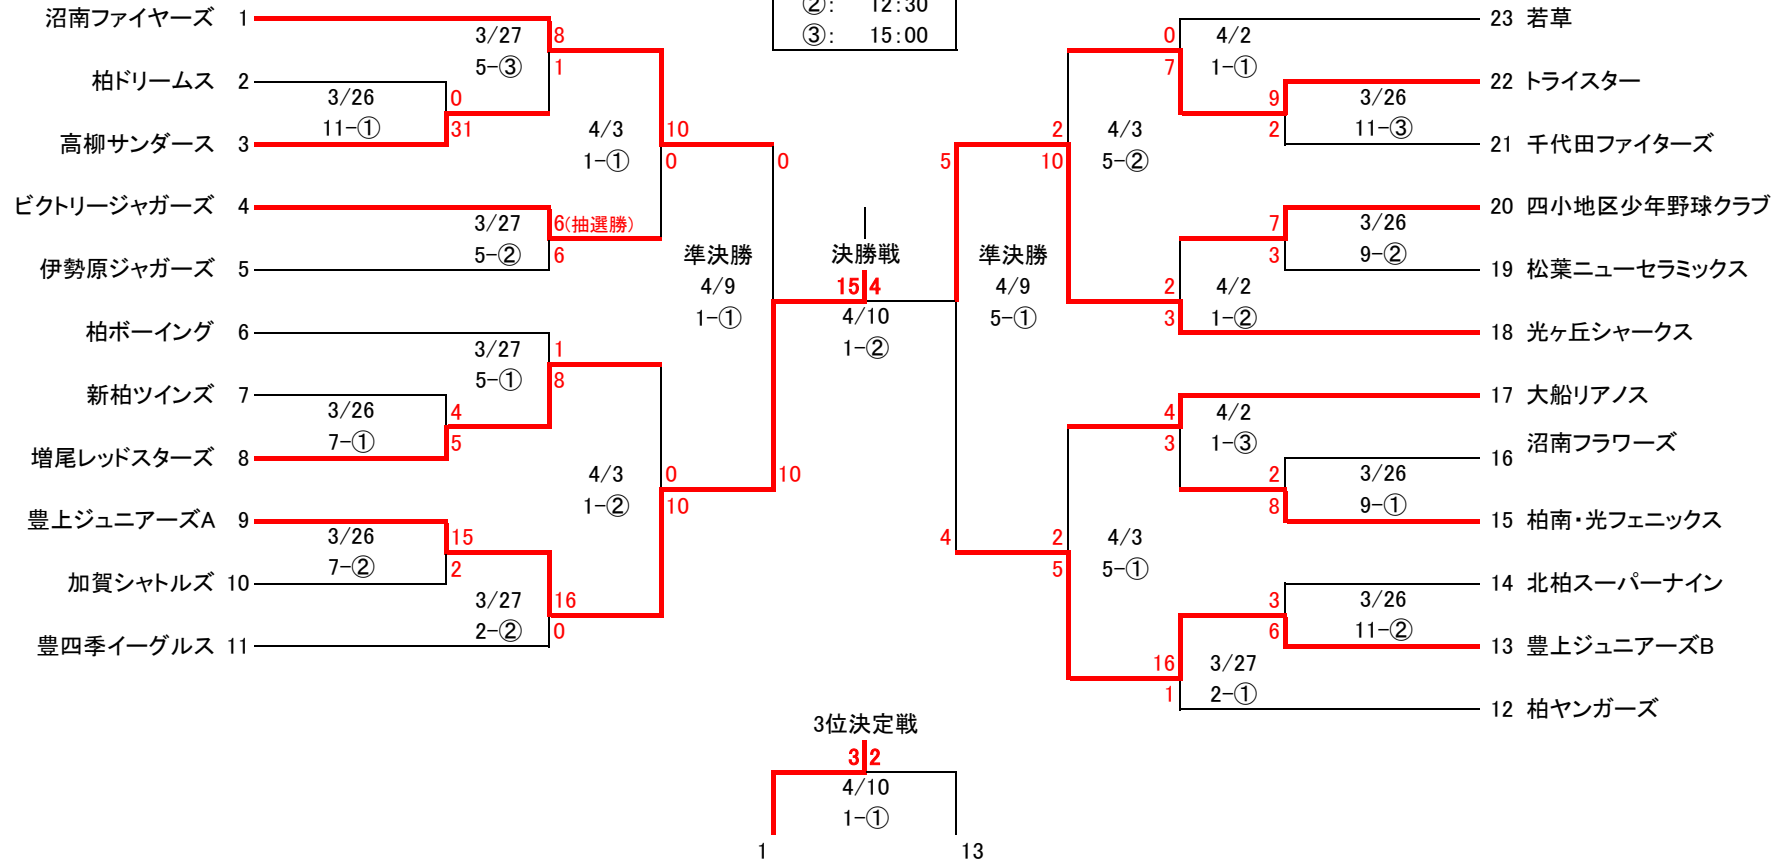 ②: 12:30
③: 15:00
沼南ファイヤーズ 1
3/27 8
5-③ 1
柏ドリームス 2
3/26 0
11-① 31
高柳サンダース 3
4/3 10
1-① 0
0
ビクトリージャガーズ 4
3/27 6(抽選勝)
5-② 6
伊勢原ジャガーズ 5
準決勝
4/9
1-①
柏ボーイング 6
3/27 1
5-① 8
新柏ツインズ 7
3/26 4
7-① 5
増尾レッドスターズ 8
4/3 0
1-② 10
10
豊上ジュニアーズA 9
3/26 15
7-② 2
加賀シャトルズ 10
3/27 16
2-② 0
豊四季イーグルス 11
決勝戦
15 4
4/10
1-②
23 若草
0 4/2
7 1-①
22 トライスター
9 3/26
2 11-③
21 千代田ファイターズ
2 4/3
10 5-②
5
20 四小地区少年野球クラブ
7 3/26
3 9-②
19 松葉ニューセラミックス
準決勝
4/9
5-①
2 4/2
3 1-②
18 光ヶ丘シャークス
17 大船リアノス
4 4/2
3 1-③
沼南フラワーズ
16
2 3/26
8 9-①
15 柏南・光フェニックス
4
2 4/3
5 5-①
14 北柏スーパーナイン
3 3/26
6 11-②
13 豊上ジュニアーズB
16 3/27
1 2-①
12 柏ヤンガーズ
3位決定戦
3 2
4/10
1-①
1 13